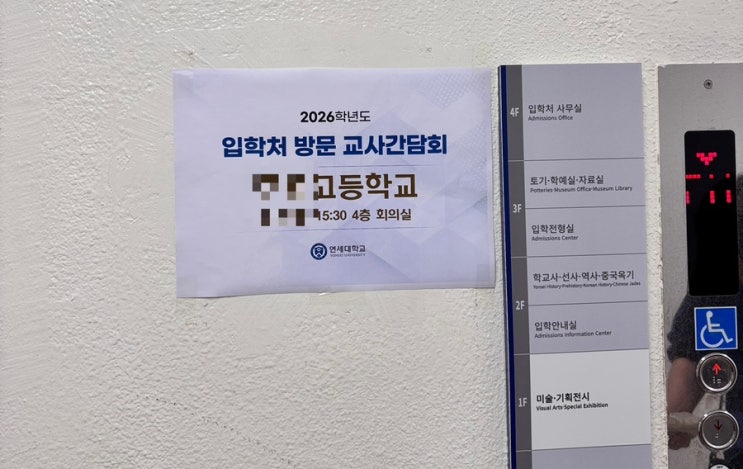 2026학년도
입학처 방문 교사간담회
고등학교
15:30 4층 회의실
연세대학교
YONSEI UNIVERSITY
4F
입학처 사무실
Admissions Office
3F
토기·학예실·자료실
Potteries·Museum Office·Museum Library
입학전형실
Admissions Center
2F
학교사·선사·역사·중국옥기
Yonsei History·Prehistory·Korean History·Chinese Jades
입학안내실
Admissions Information Center
1F
미술·기획전시
Visual Arts·Special Exhibition